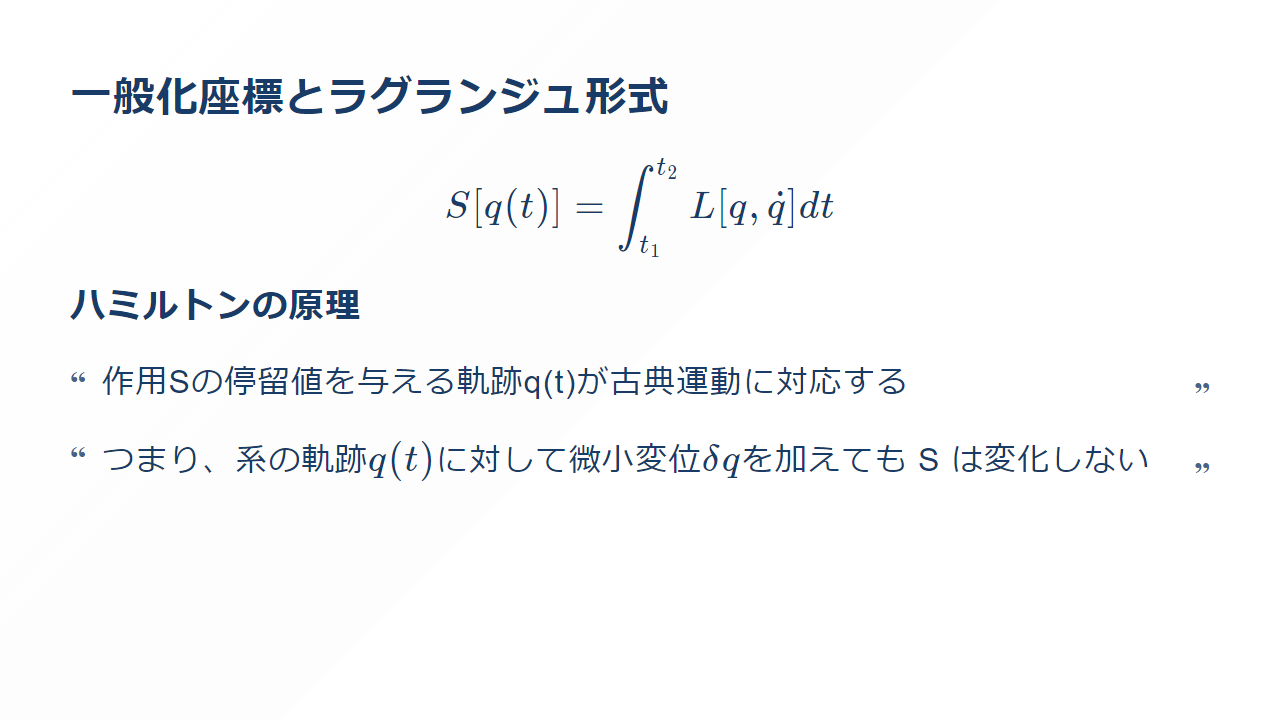 一般化座標とラグランジュ形式
S[q(t)] = ∫_{t_1}^{t_2} L[q, q̇]dt
ハミルトンの原理
“ 作用Sの停留値を与える軌跡q(t)が古典運動に対応する ”
“ つまり、系の軌跡q(t)に対して微小変位δqを加えても S は変化しない ”